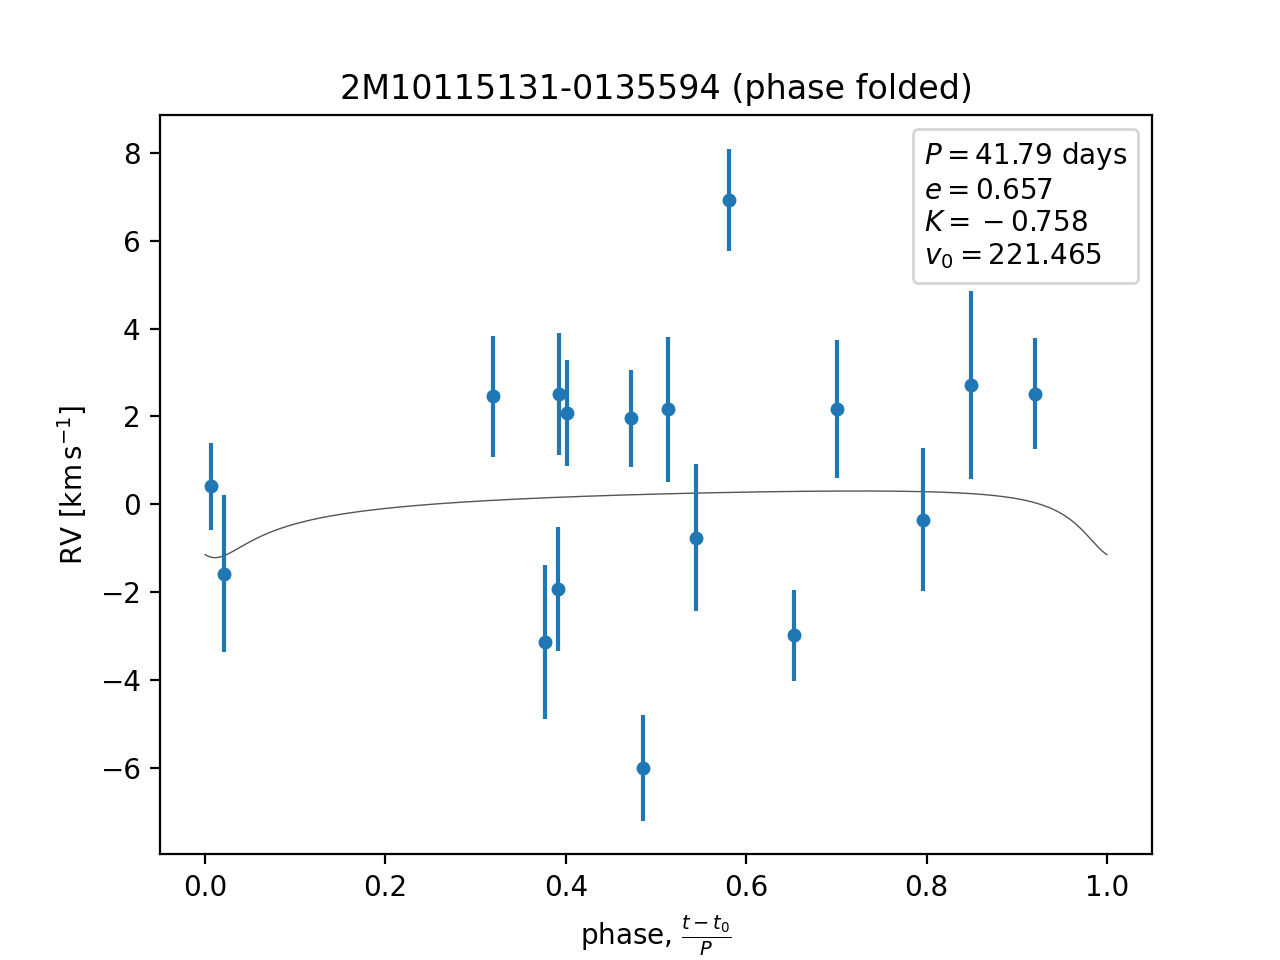 2M10115131-0135594 (phase folded)
P = 41.79 days
e = 0.657
K = −0.758
v₀ = 221.465
8
6
4
2
0
−2
−4
−6
RV [km s⁻¹]
0.0 0.2 0.4 0.6 0.8 1.0
phase, (t − t₀)/P